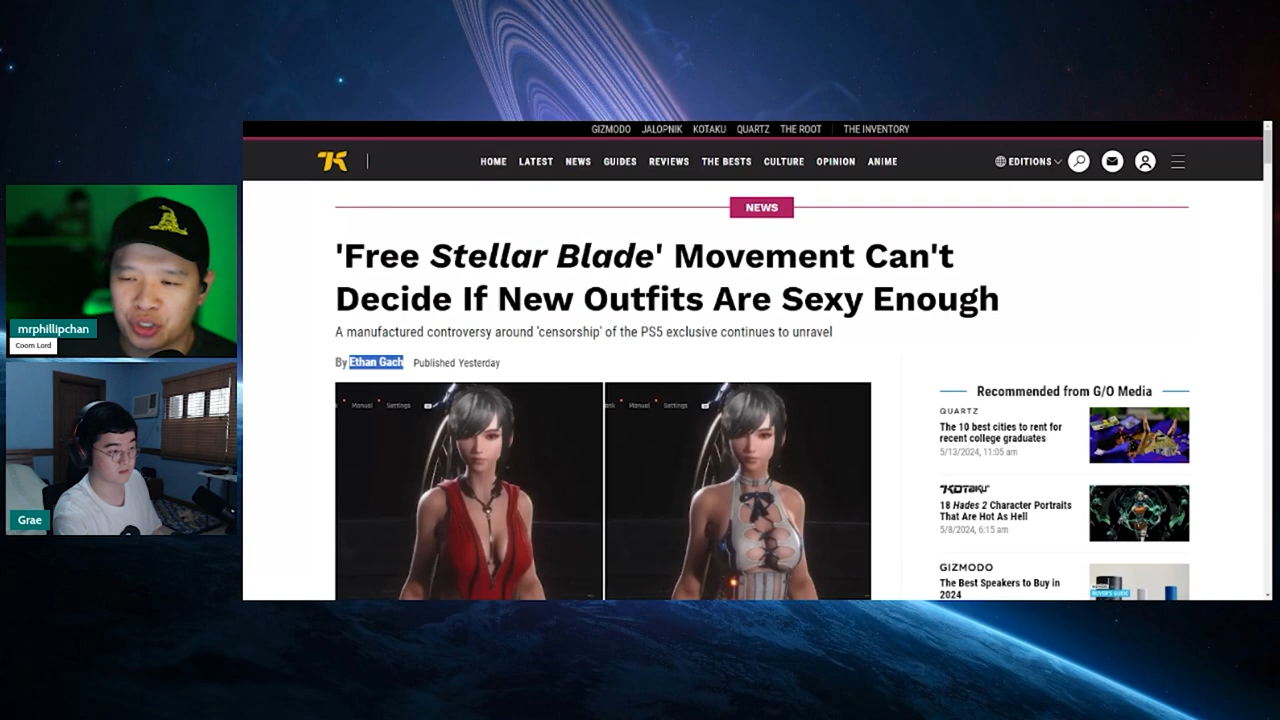 GIZMODO JALOPNIK KOTAKU QUARTZ THE ROOT THE INVENTORY
HOME LATEST NEWS GUIDES REVIEWS THE BESTS CULTURE OPINION ANIME
EDITIONS
NEWS
'Free Stellar Blade' Movement Can't
Decide If New Outfits Are Sexy Enough
A manufactured controversy around 'censorship' of the PS5 exclusive continues to unravel
By Ethan Gach Published Yesterday
Manual Settings
Manual Settings
Recommended from G/O Media
QUARTZ
The 10 best cities to rent for
recent college graduates
5/13/2024, 11:05 am
KOTAKU
18 Hades 2 Character Portraits
That Are Hot As Hell
5/8/2024, 6:15 am
GIZMODO
The Best Speakers to Buy in
2024
mrphillipchan
Coom Lord
Grae